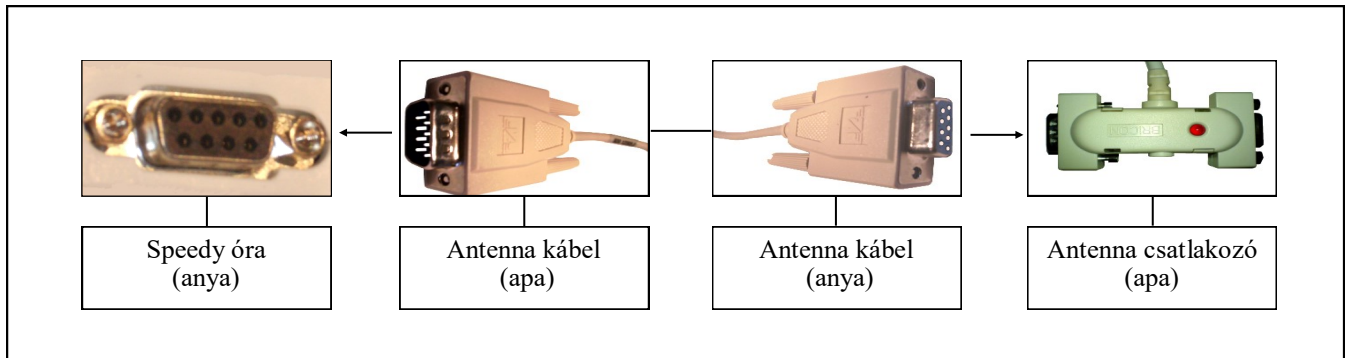 Speedy óra
(anya)
Antenna kábel
(apa)
Antenna kábel
(anya)
Antenna csatlakozó
(apa)